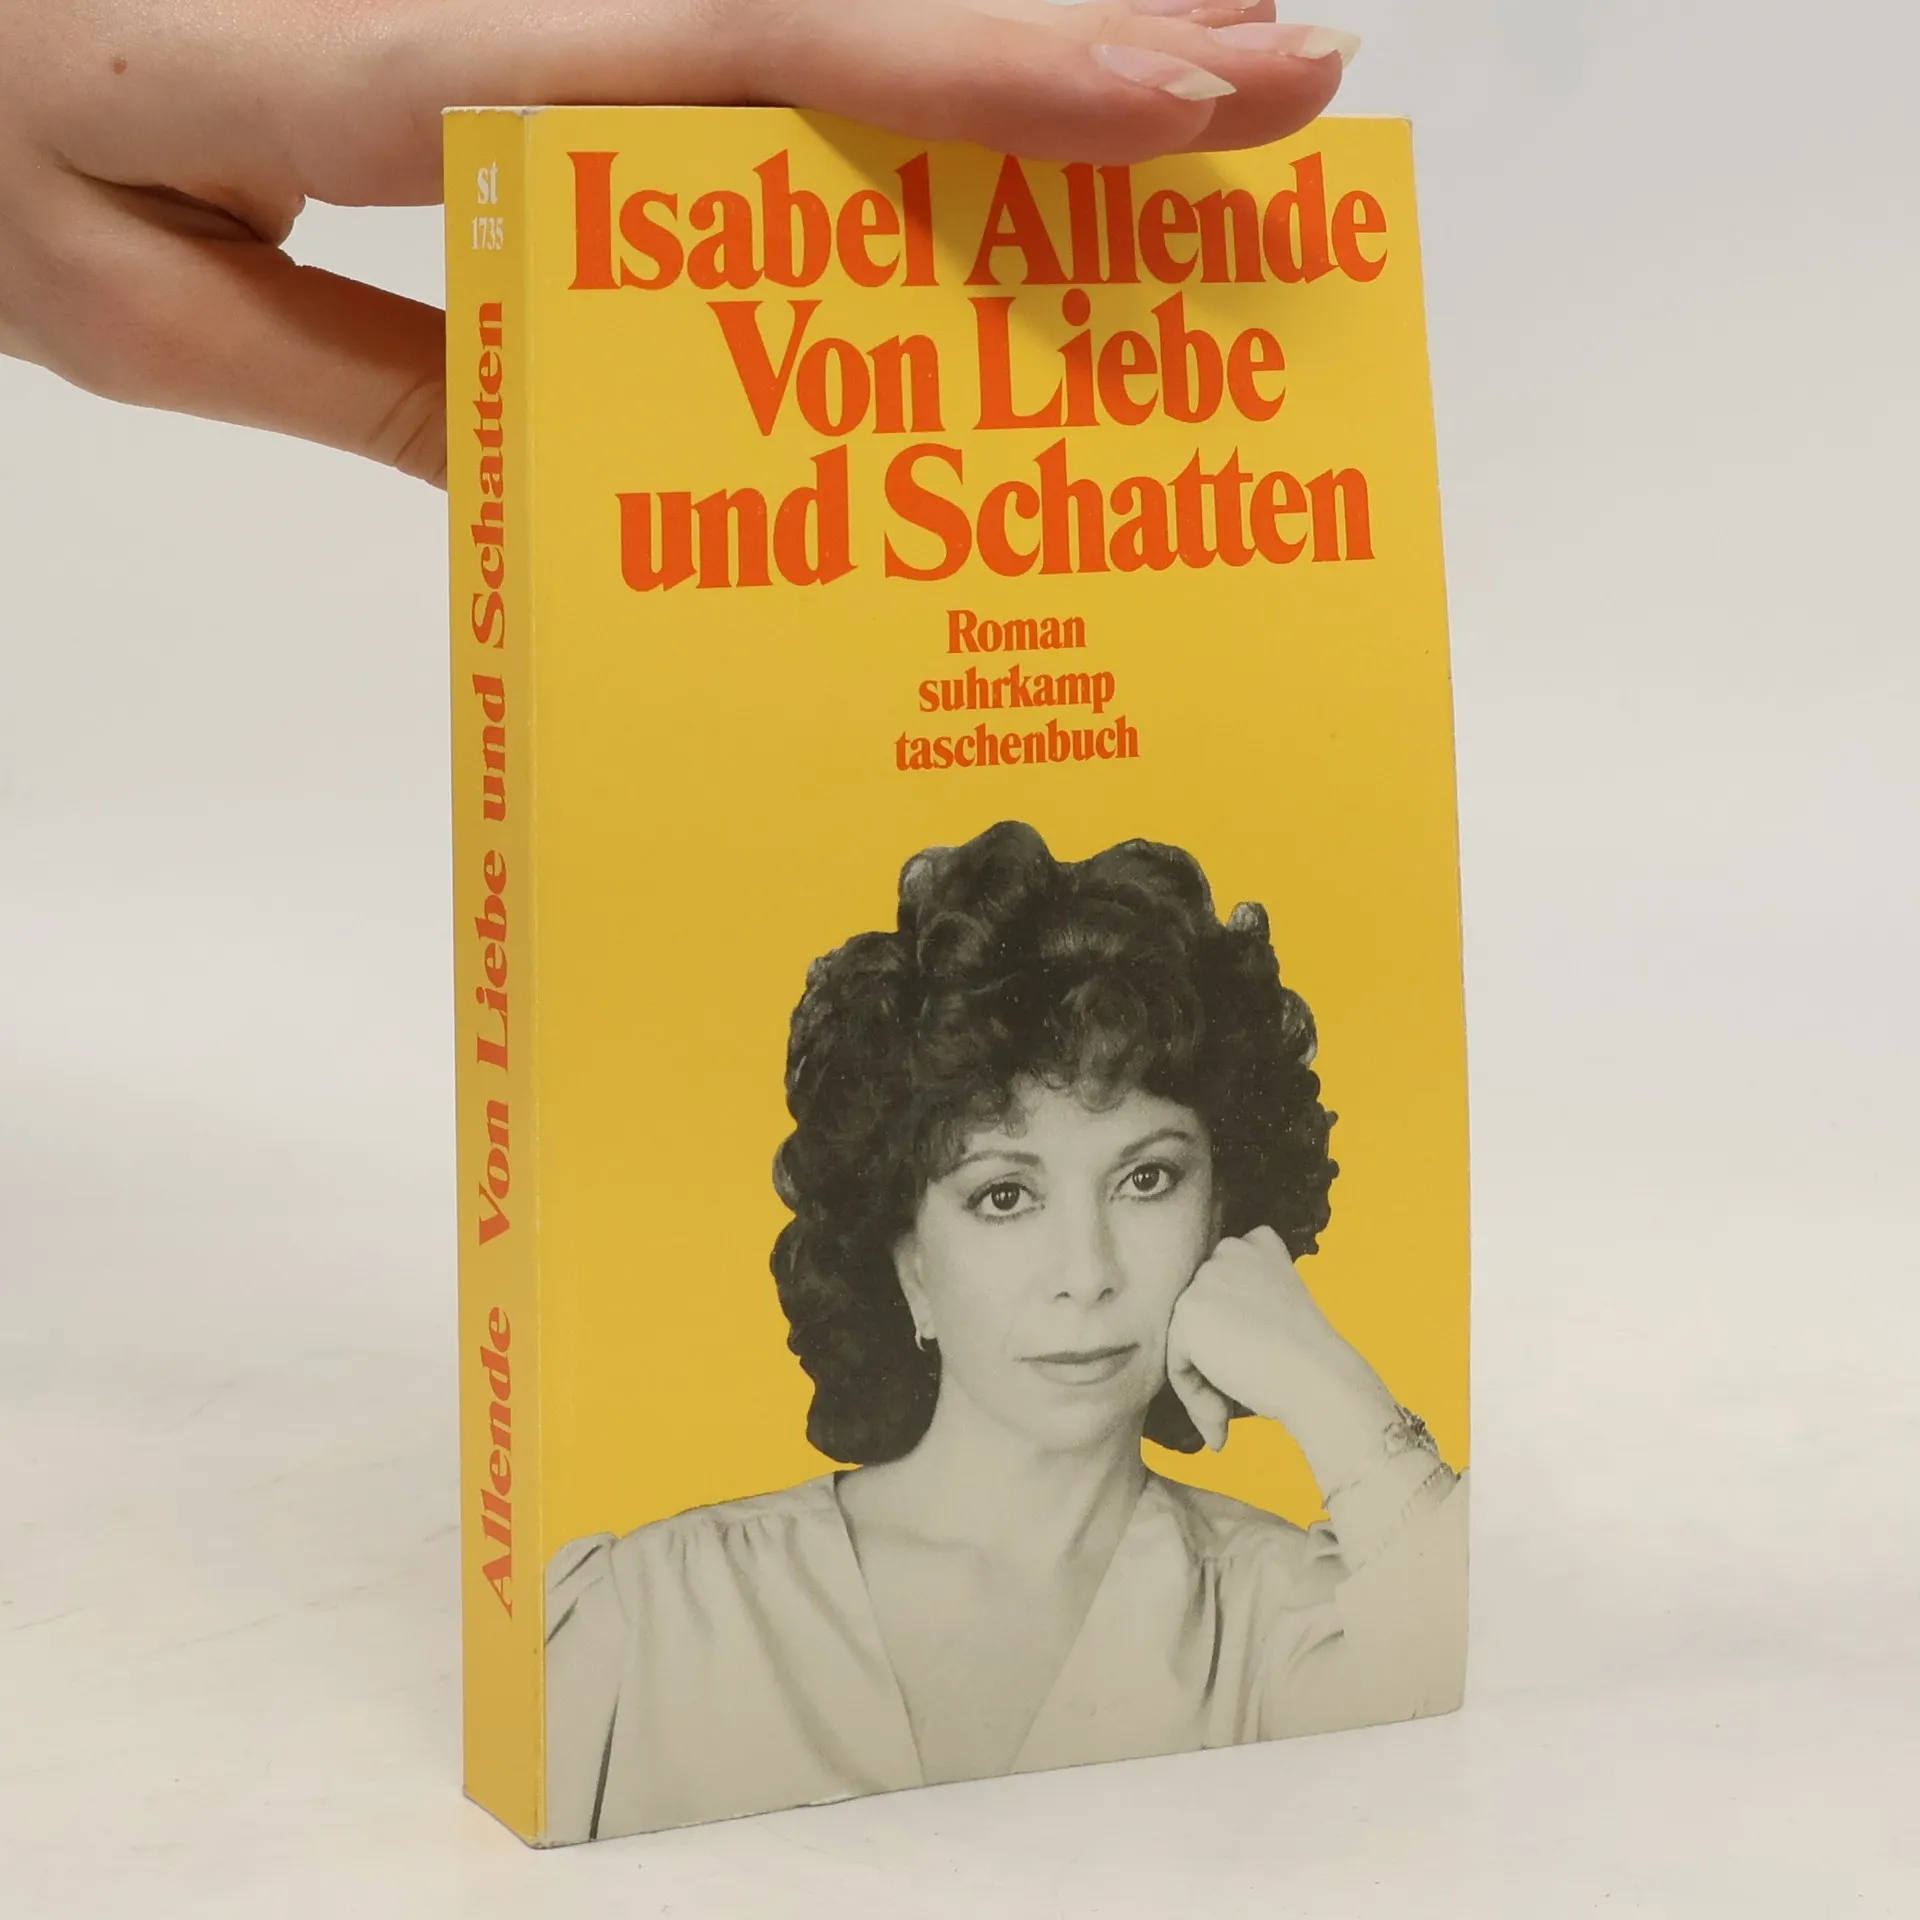 Isabel Allende
Von Liebe
und Schatten
Roman
suhrkamp
taschenbuch
st
1735
Allende Von Liebe und Schatten